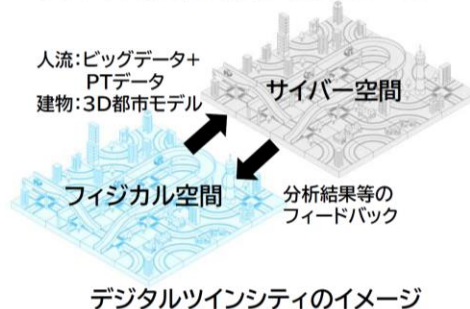 人流:ビッグデータ+
PTデータ
建物:3D都市モデル
サイバー空間
フィジカル空間
分析結果等の
フィードバック
デジタルツインシティのイメージ